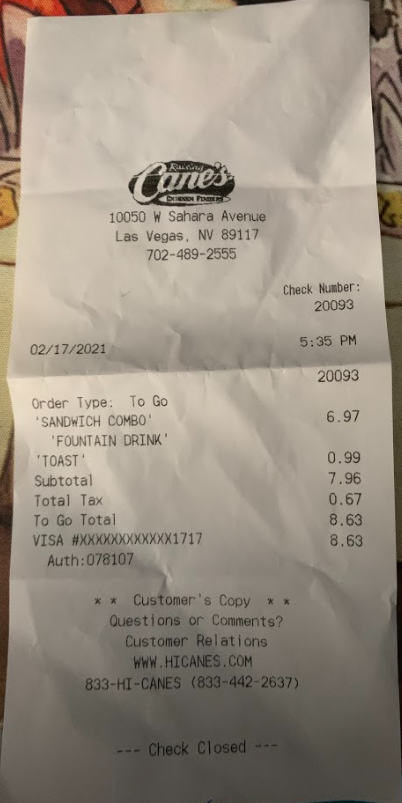 Raising
Cane's
CHICKEN FINGERS
10050 W Sahara Avenue
Las Vegas, NV 89117
702-489-2555
Check Number:
20093
02/17/2021 5:35 PM
20093
Order Type: To Go
'SANDWICH COMBO' 6.97
'FOUNTAIN DRINK'
'TOAST' 0.99
Subtotal 7.96
Total Tax 0.67
To Go Total 8.63
VISA #XXXXXXXXXXXX1717 8.63
Auth:078107
* * Customer's Copy * *
Questions or Comments?
Customer Relations
WWW.HICANES.COM
833-HI-CANES (833-442-2637)
--- Check Closed ---